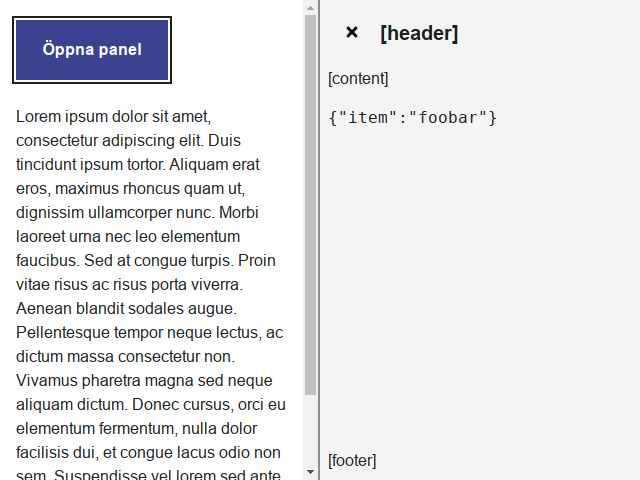 Öppna panel
Lorem ipsum dolor sit amet,
consectetur adipiscing elit. Duis
tincidunt ipsum tortor. Aliquam erat
eros, maximus rhoncus quam ut,
dignissim ullamcorper nunc. Morbi
laoreet urna nec leo elementum
faucibus. Sed at congue turpis. Proin
vitae risus ac risus porta viverra.
Aenean blandit sodales augue.
Pellentesque tempor neque lectus, ac
dictum massa consectetur non.
Vivamus pharetra magna sed neque
aliquam dictum. Donec cursus, orci eu
elementum fermentum, nulla dolor
facilisis dui, et congue lacus odio non
sem. Suspendisse vel lorem sed ante
[header]
[content]
{"item":"foobar"}
[footer]